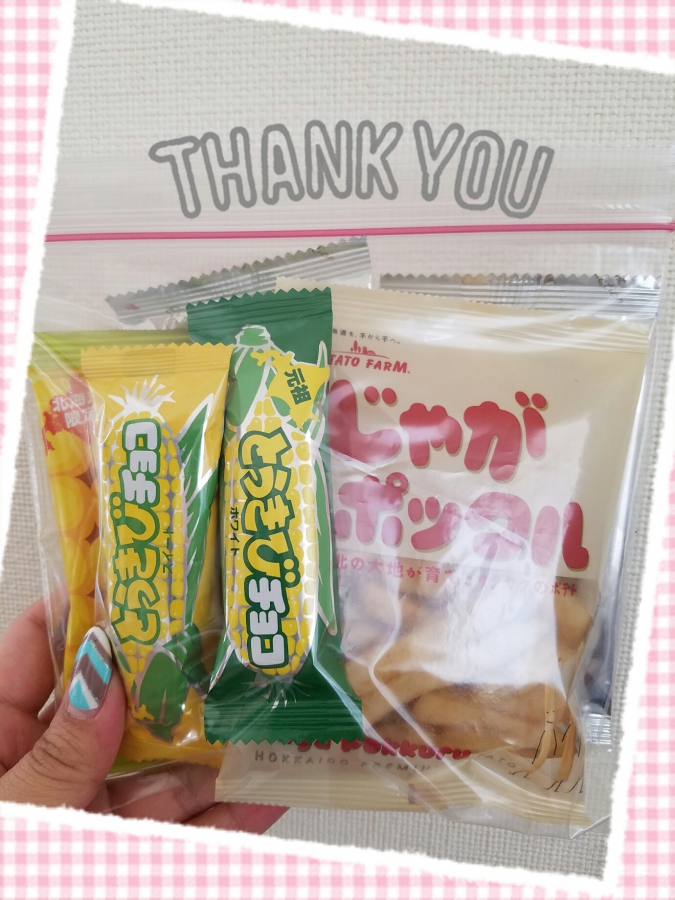 THANK YOU
元祖
とうきびチョコ
ホワイト
とうきびチョコ
TATO FARM.
じゃが
ポックル
北の大地が育て
HOKKAIDO PREMIU